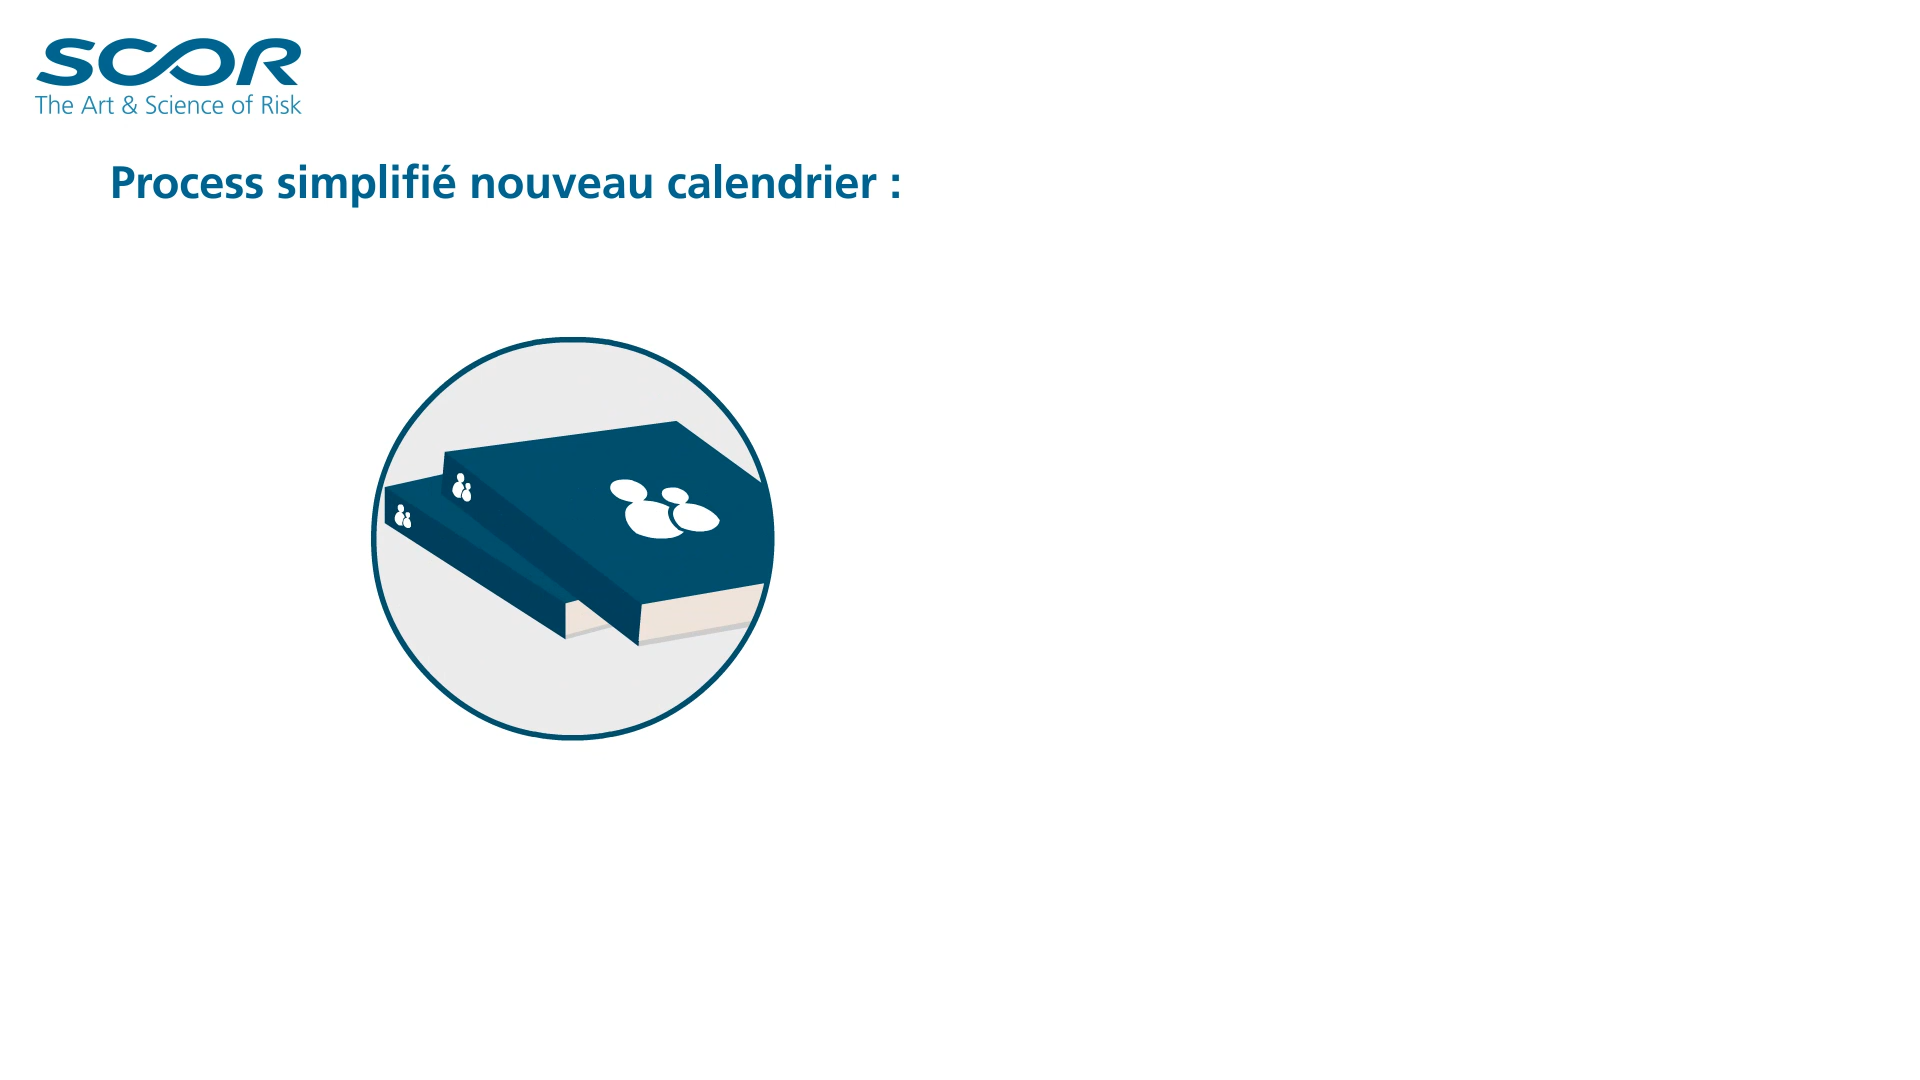 SCOR
The Art & Science of Risk
Process simplifié nouveau calendrier :